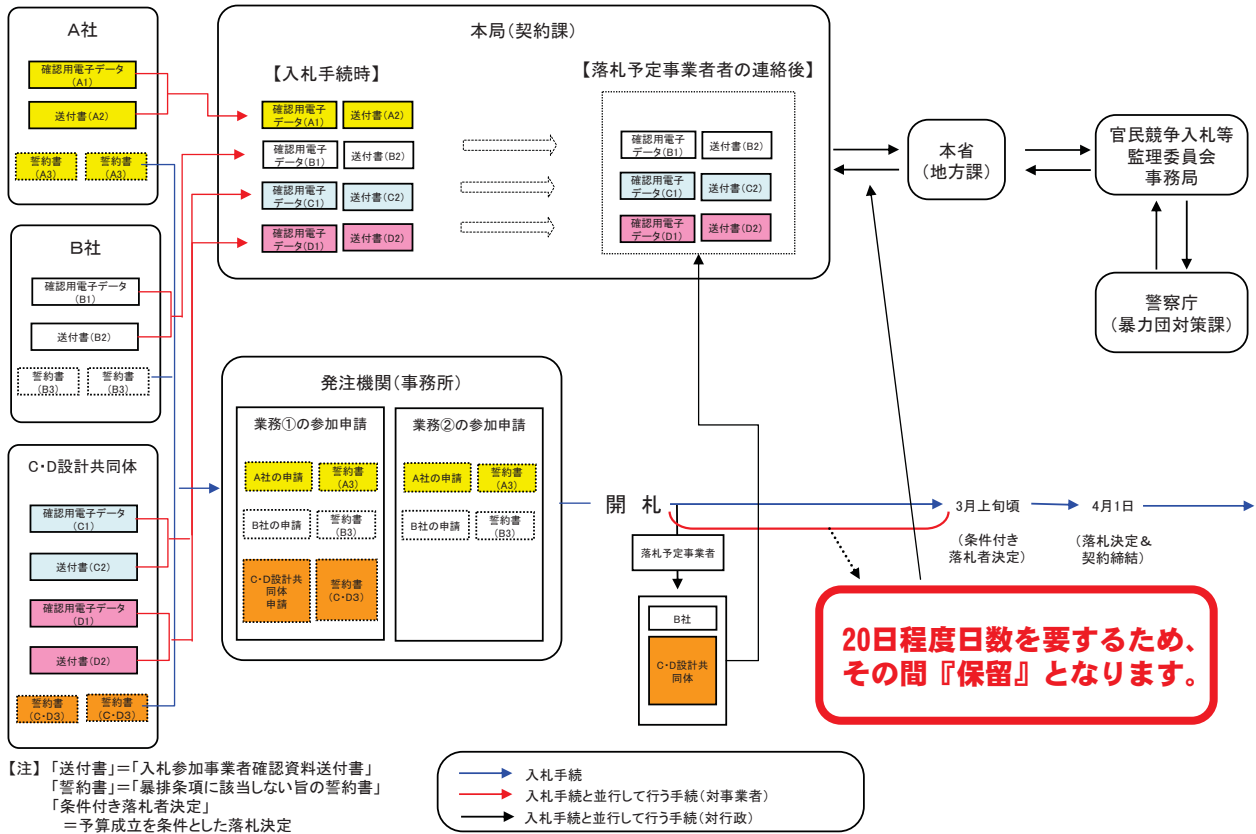 A社
確認用電子データ
(A1)
送付書(A2)
誓約書
(A3)
誓約書
(A3)
B社
確認用電子データ
(B1)
送付書(B2)
誓約書
(B3)
誓約書
(B3)
C・D設計共同体
確認用電子データ
(C1)
送付書(C2)
確認用電子データ
(D1)
送付書(D2)
誓約書
(C・D3)
誓約書
(C・D3)
本局(契約課)
【入札手続時】
確認用電子
データ(A1)
送付書(A2)
確認用電子
データ(B1)
送付書(B2)
確認用電子
データ(C1)
送付書(C2)
確認用電子
データ(D1)
送付書(D2)
【落札予定事業者者の連絡後】
確認用電子
データ(B1)
送付書(B2)
確認用電子
データ(C1)
送付書(C2)
確認用電子
データ(D1)
送付書(D2)
本省
(地方課)
官民競争入札等
監理委員会
事務局
警察庁
(暴力団対策課)
発注機関(事務所)
業務①の参加申請
A社の申請
誓約書
(A3)
B社の申請
誓約書
(B3)
C・D設計共
同体
申請
誓約書
(C・D3)
業務②の参加申請
A社の申請
誓約書
(A3)
B社の申請
誓約書
(B3)
開 札
落札予定事業者
B社
C・D設計共
同体
3月上旬頃
(条件付き
落札者決定)
4月1日
(落札決定&
契約締結)
20日程度日数を要するため、
その間『保留』となります。
【注】「送付書」=「入札参加事業者確認資料送付書」
「誓約書」=「暴排条項に該当しない旨の誓約書」
「条件付き落札者決定」
=予算成立を条件とした落札決定
入札手続
入札手続と並行して行う手続(対事業者)
入札手続と並行して行う手続(対行政)